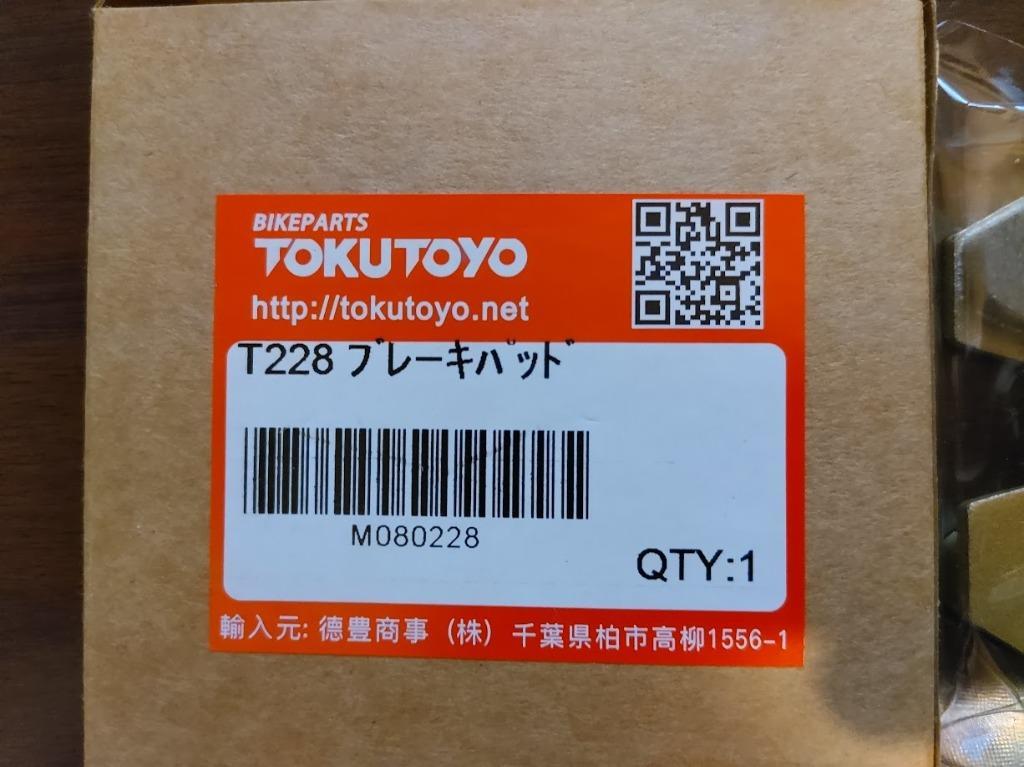 BIKEPARTS
TOKUTOYO
http://tokutoyo.net
T228 ﾌﾞﾚｰｷﾊﾟｯﾄﾞ
M080228
QTY:1
輸入元: 徳豊商事（株）千葉県柏市高柳1556-1